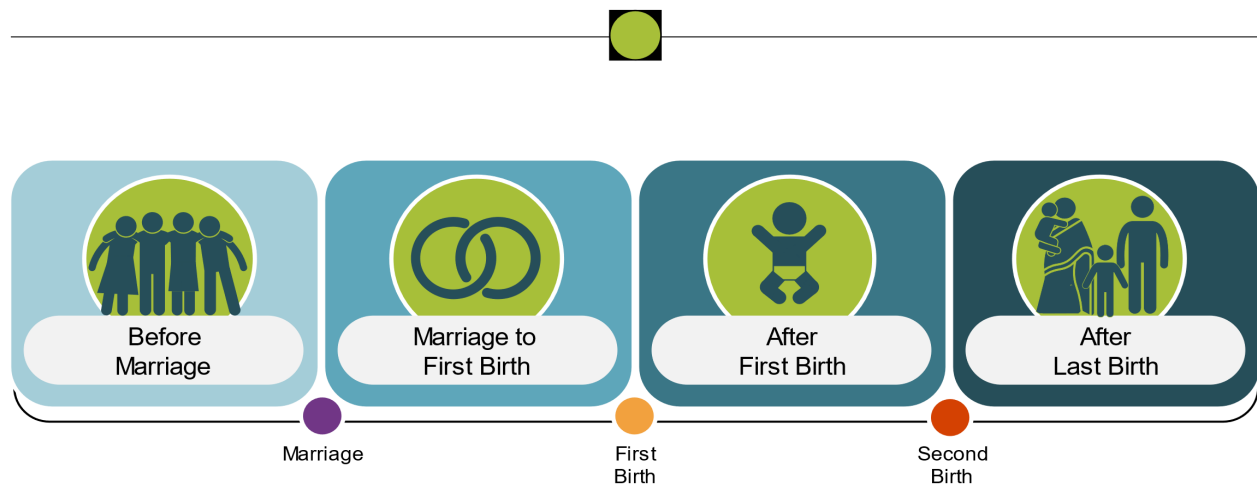 Before
Marriage
Marriage to
First Birth
After
First Birth
After
Last Birth
Marriage
First
Birth
Second
Birth